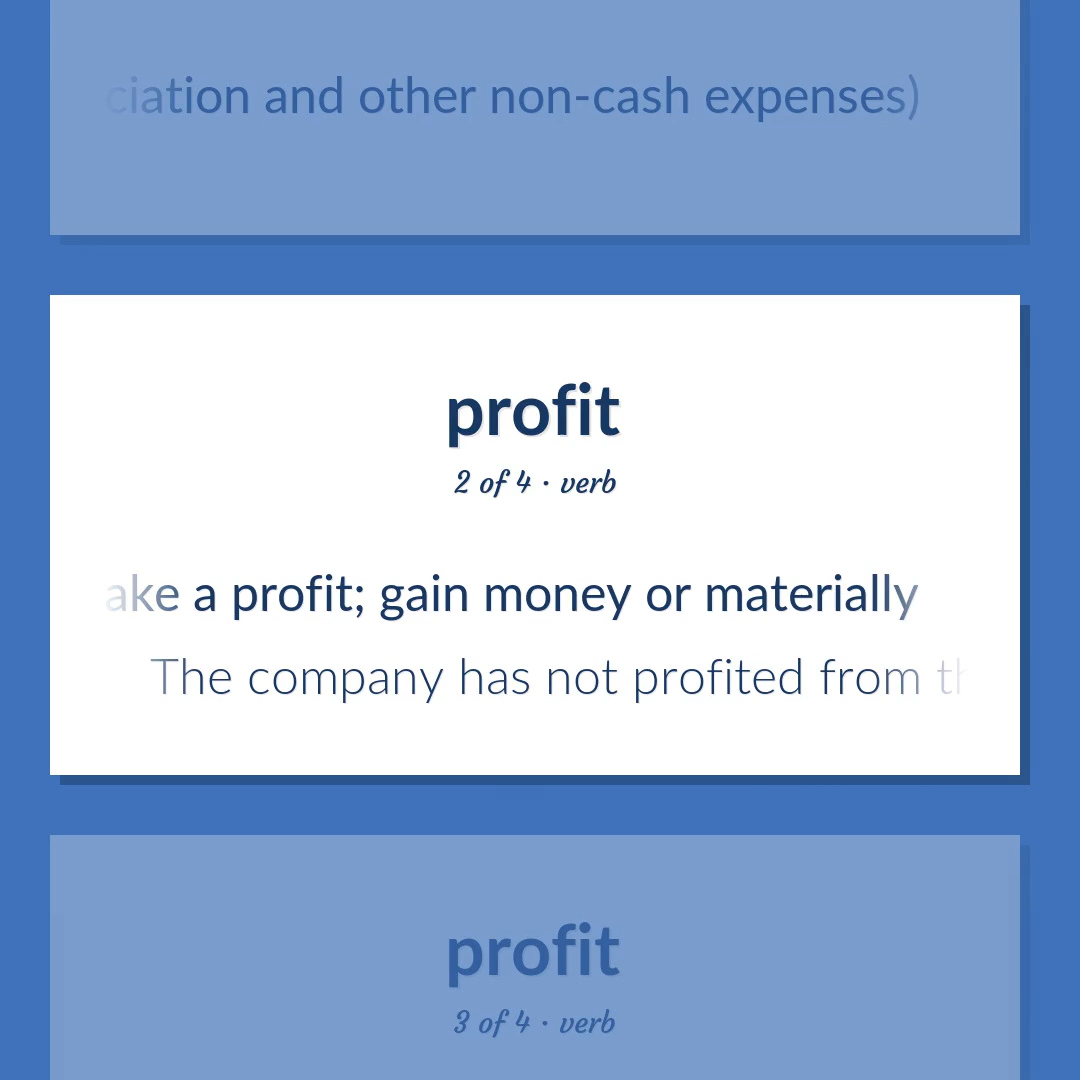 ciation and other non-cash expenses)
profit
2 of 4 · verb
ake a profit; gain money or materially
The company has not profited from th
profit
3 of 4 · verb